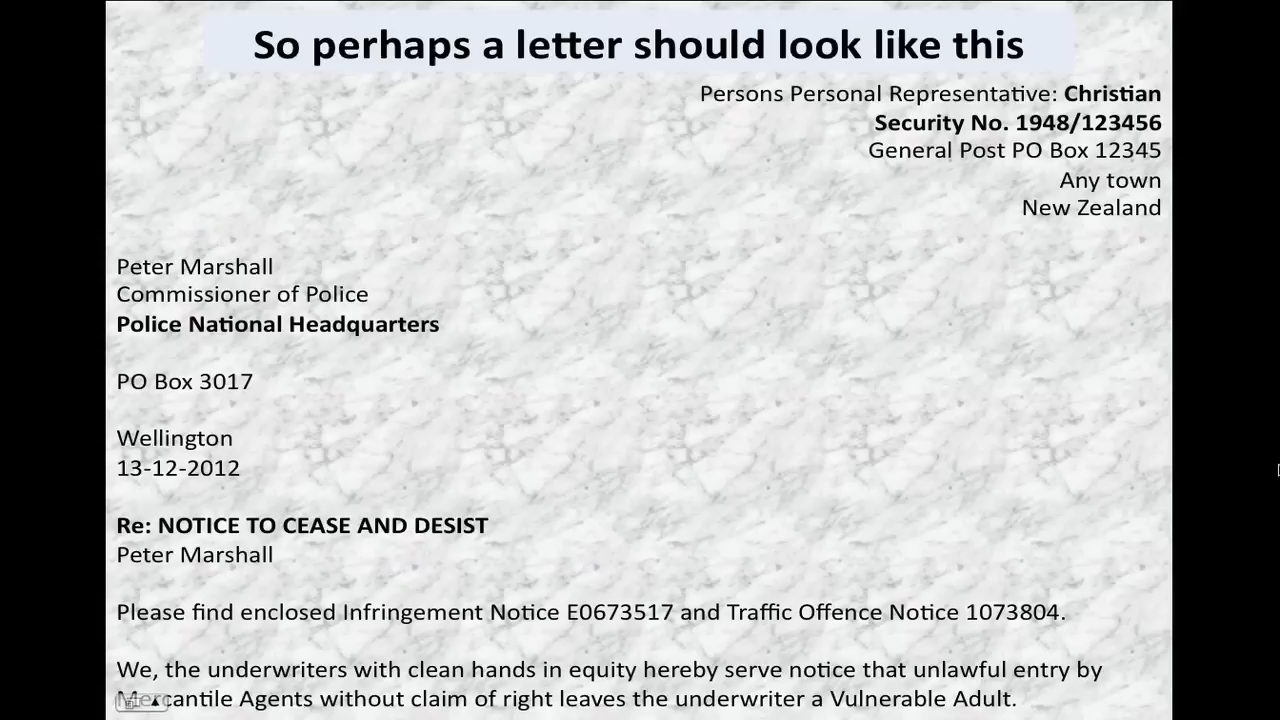 So perhaps a letter should look like this
Persons Personal Representative: Christian
Security No. 1948/123456
General Post PO Box 12345
Any town
New Zealand
Peter Marshall
Commissioner of Police
Police National Headquarters
PO Box 3017
Wellington
13-12-2012
Re: NOTICE TO CEASE AND DESIST
Peter Marshall
Please find enclosed Infringement Notice E0673517 and Traffic Offence Notice 1073804.
We, the underwriters with clean hands in equity hereby serve notice that unlawful entry by
Mercantile Agents without claim of right leaves the underwriter a Vulnerable Adult.